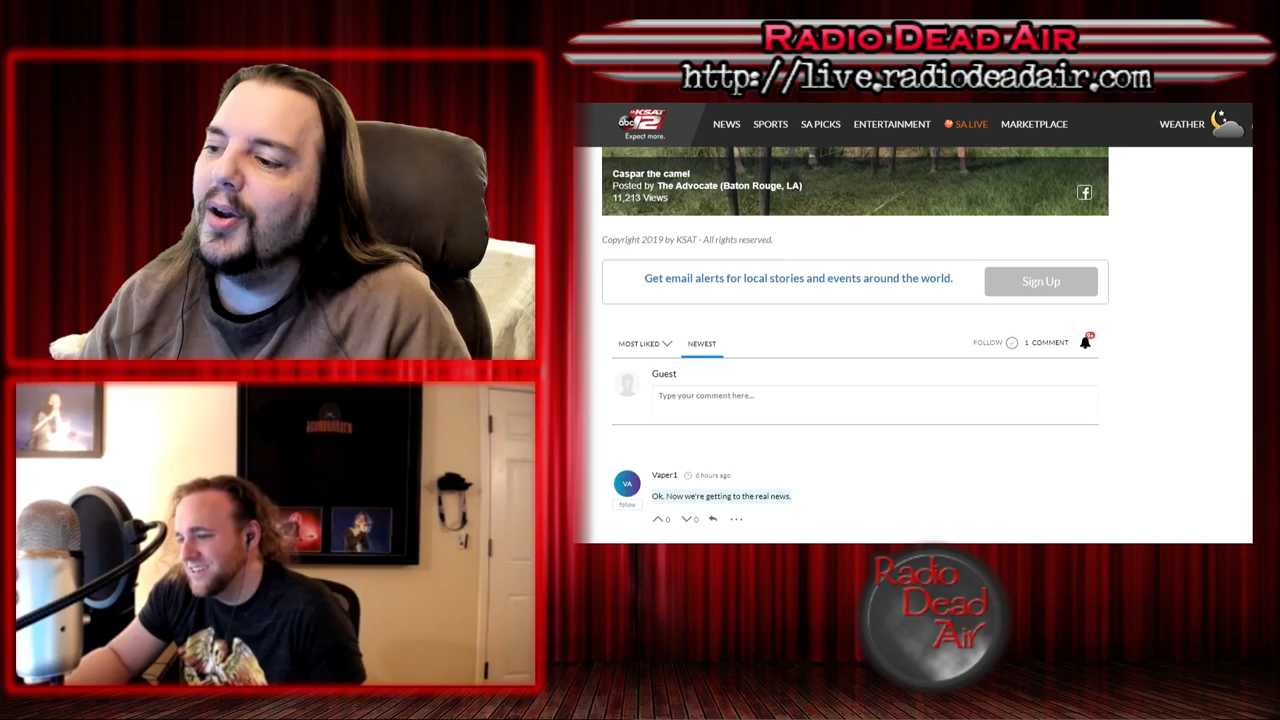 Radio Dead Air
http://live.radiodeadair.com
KSAT
abc 12
Expect more.
NEWS SPORTS SA PICKS ENTERTAINMENT SA LIVE MARKETPLACE WEATHER
Caspar the camel
Posted by The Advocate (Baton Rouge, LA)
11,213 Views
Copyright 2019 by KSAT - All rights reserved.
Get email alerts for local stories and events around the world. Sign Up
MOST LIKED NEWEST FOLLOW 1 COMMENT
Guest
Type your comment here...
VA Vaper1 6 hours ago
follow Ok. Now we're getting to the real news.
0 0 ...
Radio
Dead
Air